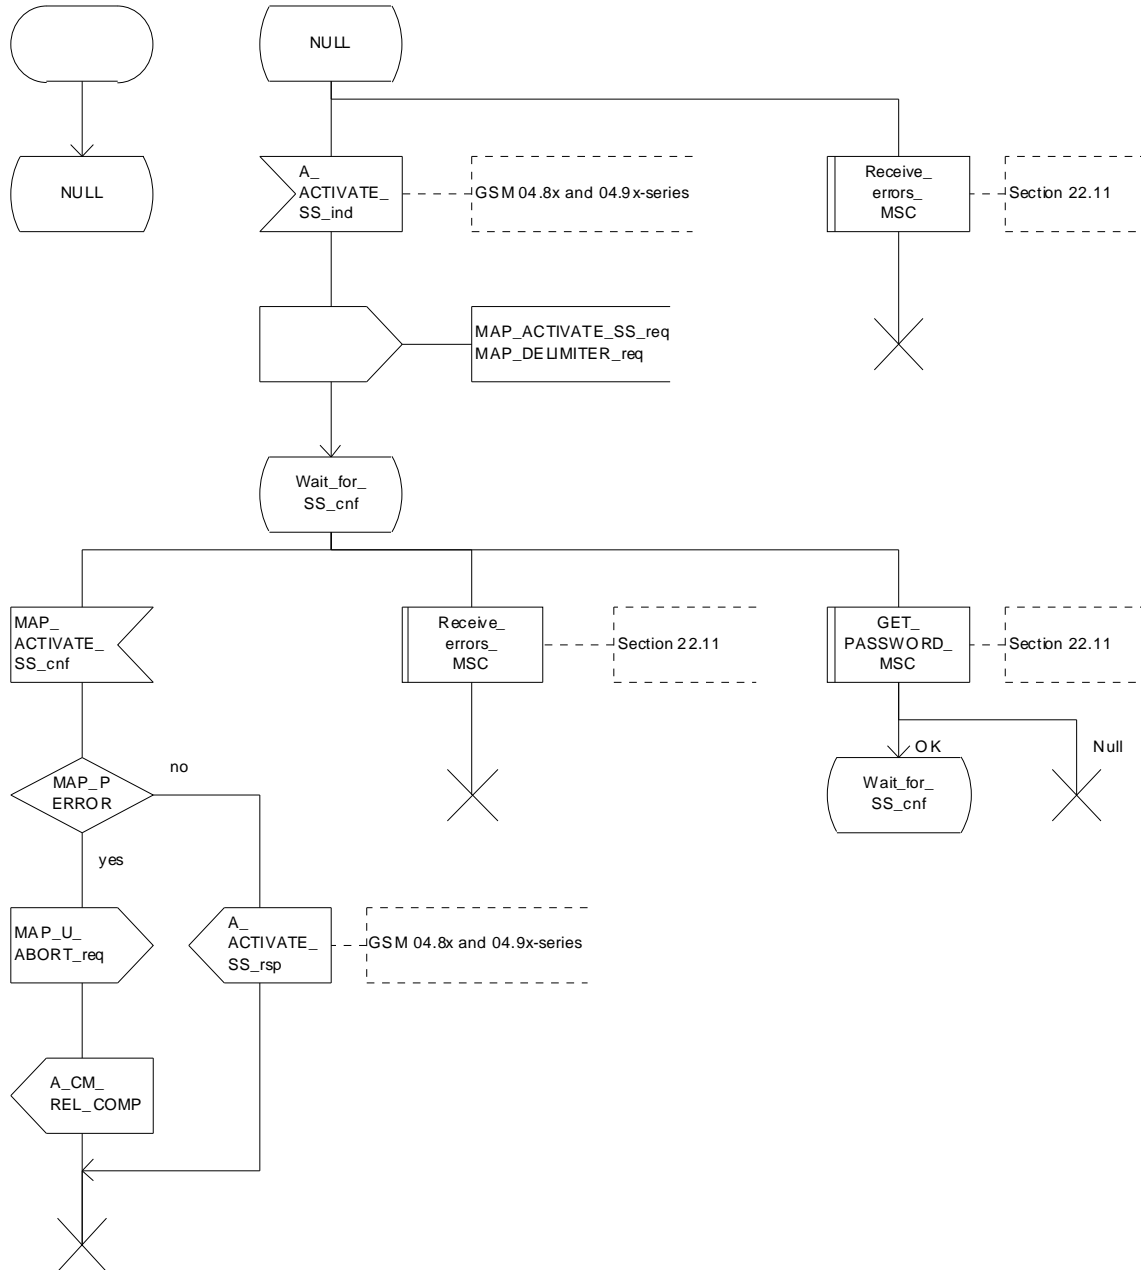 NULL
NULL
A_
ACTIVATE_
SS_ind
GSM 04.8x and 04.9x-series
Receive_
errors_
MSC
Section 22.11
MAP_ACTIVATE_SS_req
MAP_DELIMITER_req
Wait_for_
SS_cnf
MAP_
ACTIVATE_
SS_cnf
Receive_
errors_
MSC
Section 22.11
GET_
PASSWORD_
MSC
Section 22.11
OK
Null
MAP_P
ERROR
no
yes
Wait_for_
SS_cnf
MAP_U_
ABORT_req
A_
ACTIVATE_
SS_rsp
GSM 04.8x and 04.9x-series
A_CM_
REL_COMP